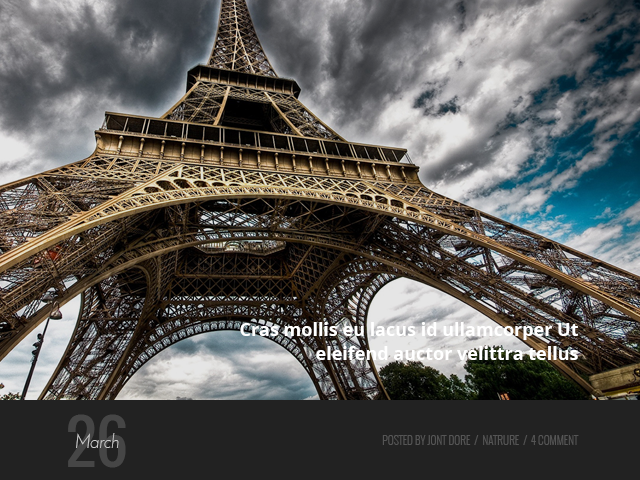 Cras mollis eu lacus id ullamcorper Ut
eleifend auctor velittra tellus
26
March
POSTED BY JONT DORE / NATRURE / 4 COMMENT